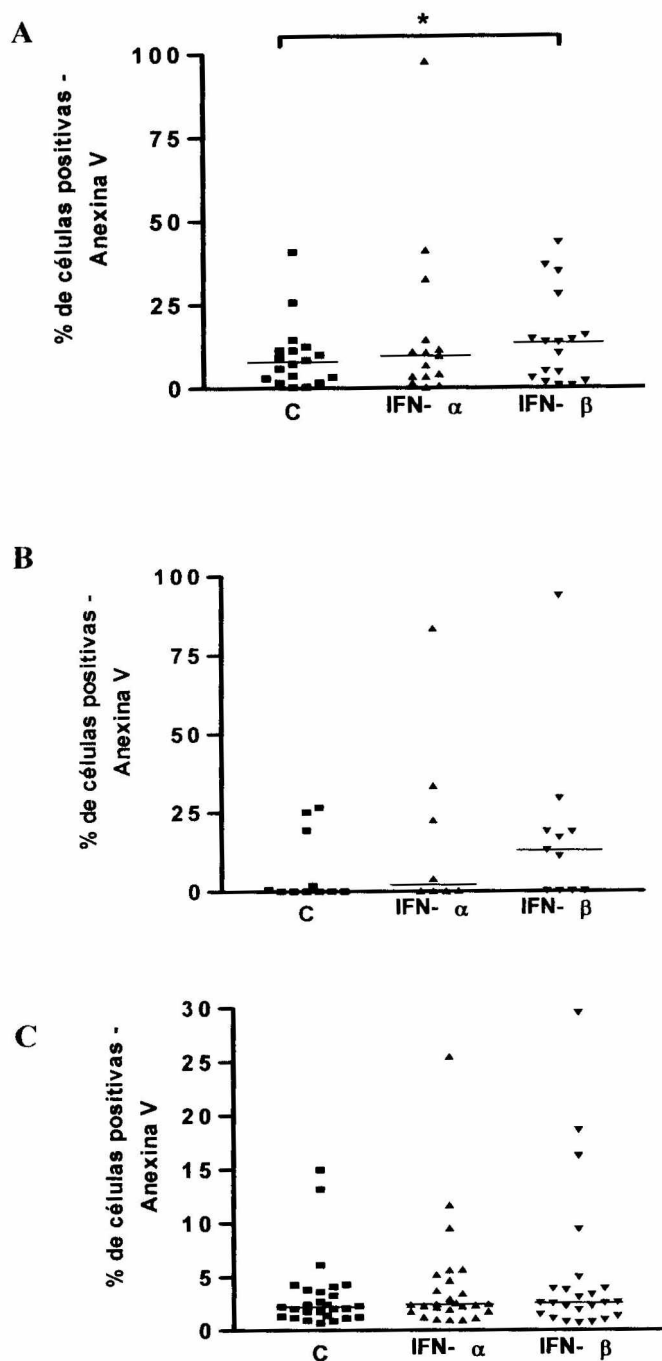 A
*
% de células positivas -
Anexina V
100
75
50
25
0
C
IFN- α
IFN- β
B
% de células positivas -
Anexina V
100
75
50
25
0
C
IFN- α
IFN- β
C
% de células positivas -
Anexina V
30
25
20
15
10
5
0
C
IFN- α
IFN- β